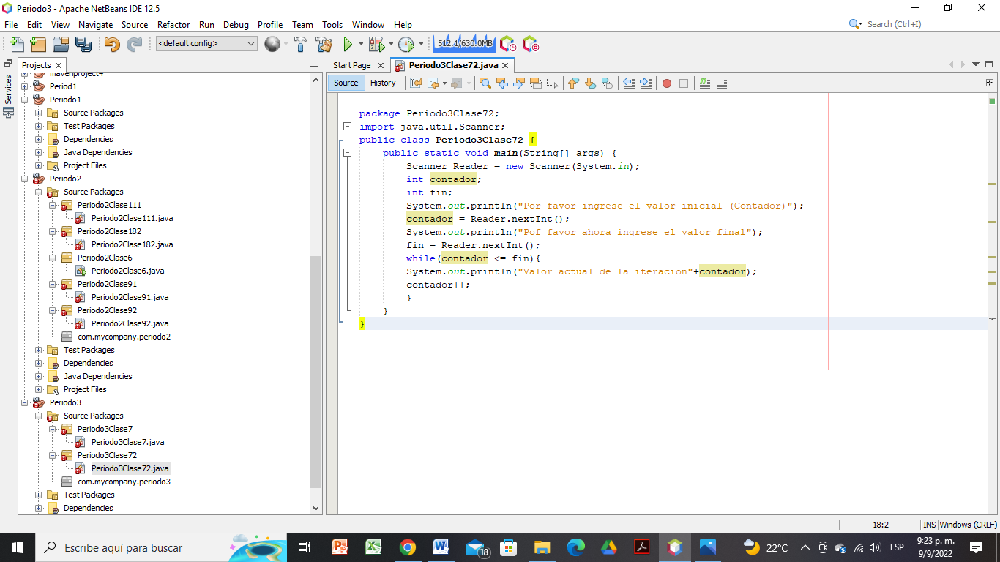 Periodo3 - Apache NetBeans IDE 12.5
File Edit View Navigate Source Refactor Run Debug Profile Team Tools Window Help
Search (Ctrl+I)
<default config>
512.1/630.0MB
Projects
Start Page
Periodo3Clase72.java
Services
Source History
mavenproject4
Period1
Periodo1
Source Packages
Test Packages
Dependencies
Java Dependencies
Project Files
Periodo2
Source Packages
Periodo2Clase111
Periodo2Clase111.java
Periodo2Clase182
Periodo2Clase182.java
Periodo2Clase6
Periodo2Clase6.java
Periodo2Clase91
Periodo2Clase91.java
Periodo2Clase92
Periodo2Clase92.java
com.mycompany.periodo2
Test Packages
Dependencies
Java Dependencies
Project Files
Periodo3
Source Packages
Periodo3Clase7
Periodo3Clase7.java
Periodo3Clase72
Periodo3Clase72.java
com.mycompany.periodo3
Test Packages
Dependencies
package Periodo3Clase72;
import java.util.Scanner;
public class Periodo3Clase72 {
public static void main(String[] args) {
Scanner Reader = new Scanner(System.in);
int contador;
int fin;
System.out.println("Por favor ingrese el valor inicial (Contador)");
contador = Reader.nextInt();
System.out.println("Pof favor ahora ingrese el valor final");
fin = Reader.nextInt();
while(contador <= fin){
System.out.println("Valor actual de la iteracion"+contador);
contador++;
}
}
}
18:2 INS Windows (CRLF)
Escribe aquí para buscar
18
22°C
ESP
9:23 p. m.
9/9/2022